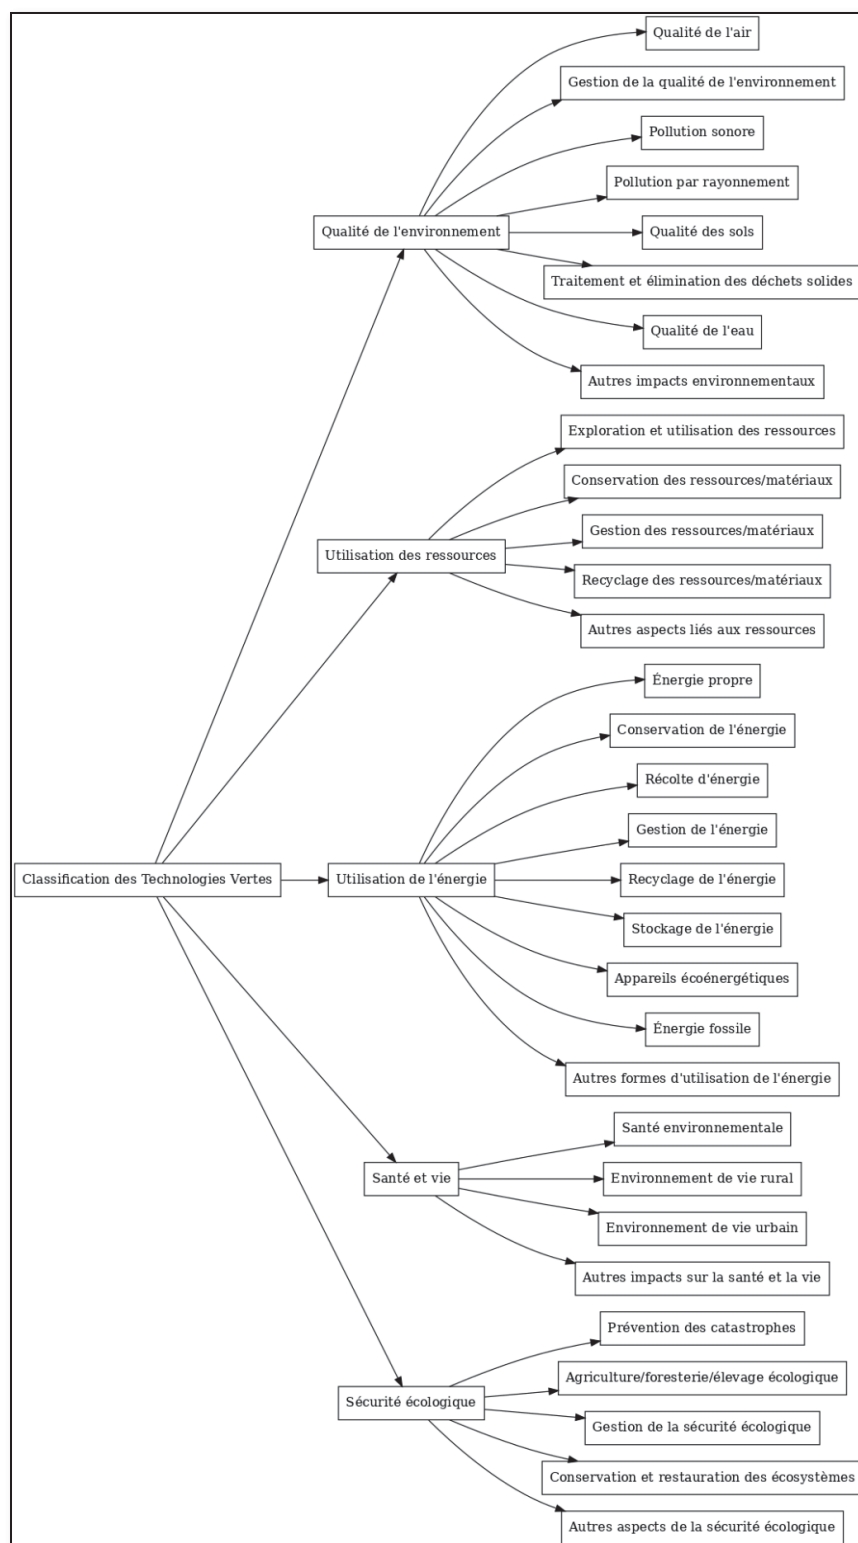 Qualité de l'air
Gestion de la qualité de l'environnement
Pollution sonore
Pollution par rayonnement
Qualité de l'environnement
Qualité des sols
Traitement et élimination des déchets solides
Qualité de l'eau
Autres impacts environnementaux
Exploration et utilisation des ressources
Conservation des ressources/matériaux
Gestion des ressources/matériaux
Utilisation des ressources
Recyclage des ressources/matériaux
Autres aspects liés aux ressources
Énergie propre
Conservation de l'énergie
Récolte d'énergie
Gestion de l'énergie
Classification des Technologies Vertes
Utilisation de l'énergie
Recyclage de l'énergie
Stockage de l'énergie
Appareils écoénergétiques
Énergie fossile
Autres formes d'utilisation de l'énergie
Santé environnementale
Santé et vie
Environnement de vie rural
Environnement de vie urbain
Autres impacts sur la santé et la vie
Prévention des catastrophes
Agriculture/foresterie/élevage écologique
Sécurité écologique
Gestion de la sécurité écologique
Conservation et restauration des écosystèmes
Autres aspects de la sécurité écologique